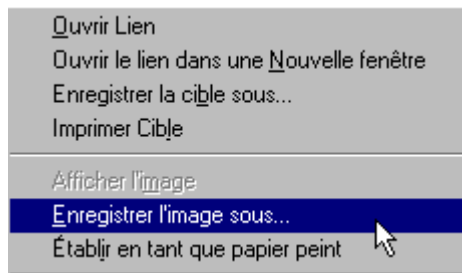 Ouvrir Lien
Ouvrir le lien dans une Nouvelle fenêtre
Enregistrer la cible sous...
Imprimer Cible
Afficher l'image
Enregistrer l'image sous...
Établir en tant que papier peint